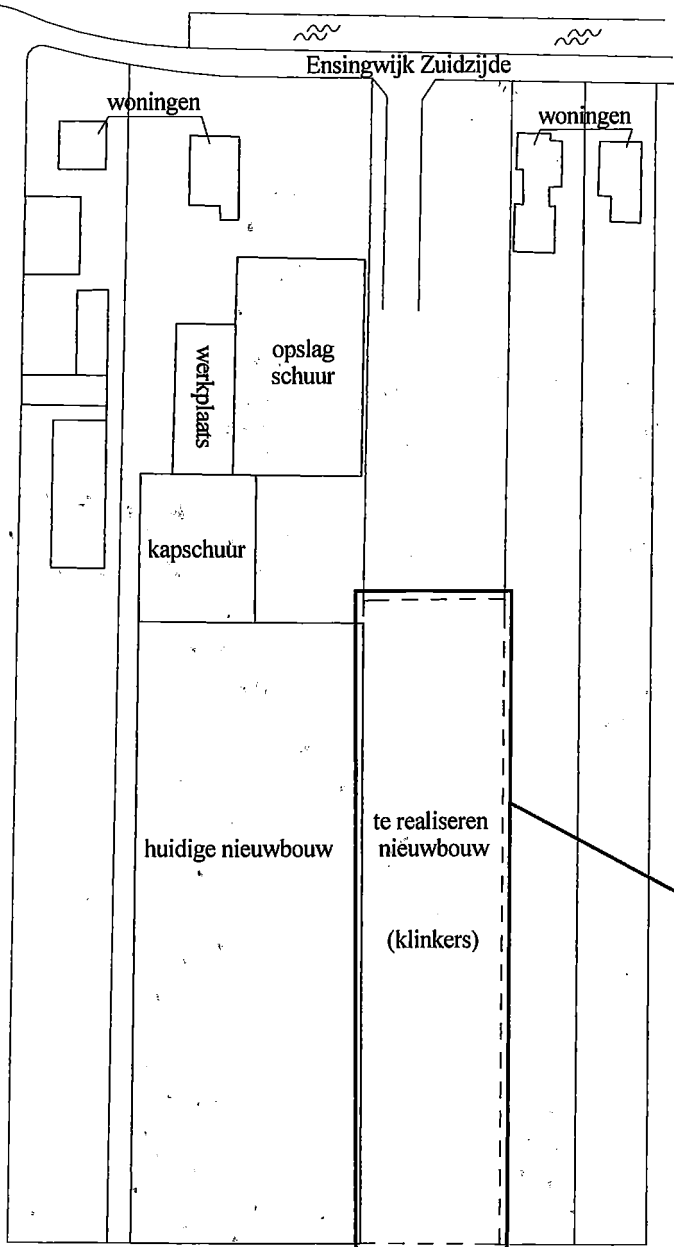 Ensingwijk Zuidzijde
woningen
woningen
opslag
schuur
werkplaats
kapschuur
huidige nieuwbouw
te realiseren
nieuwbouw
(klinkers)